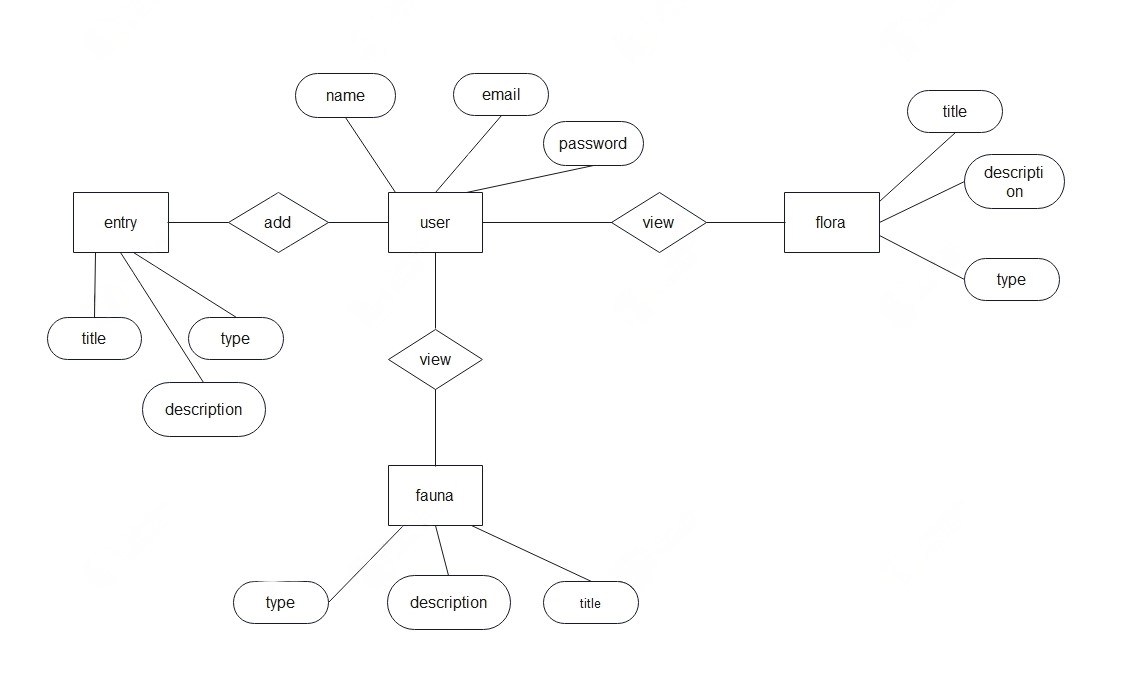 name
email
password
title
descripti
on
entry
add
user
view
flora
type
title
type
view
description
fauna
type
description
title